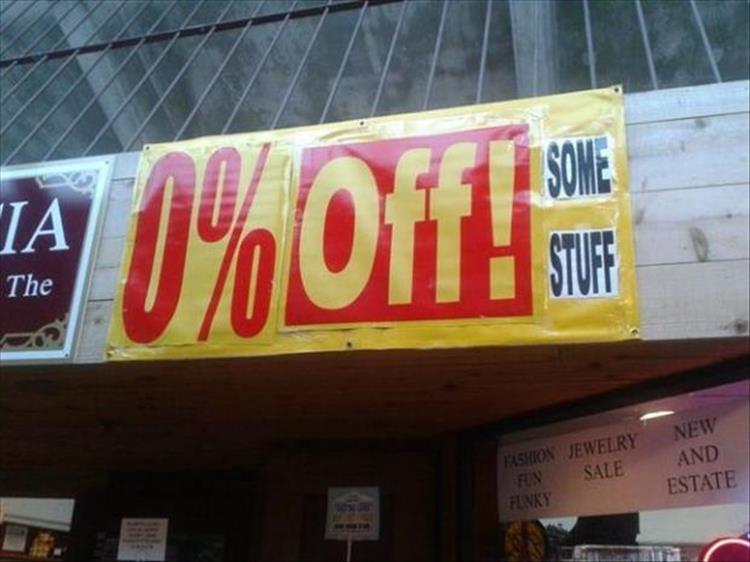 IA
The
0% Off! SOME
STUFF
FASHION JEWELRY NEW
FUN SALE AND
FUNKY ESTATE